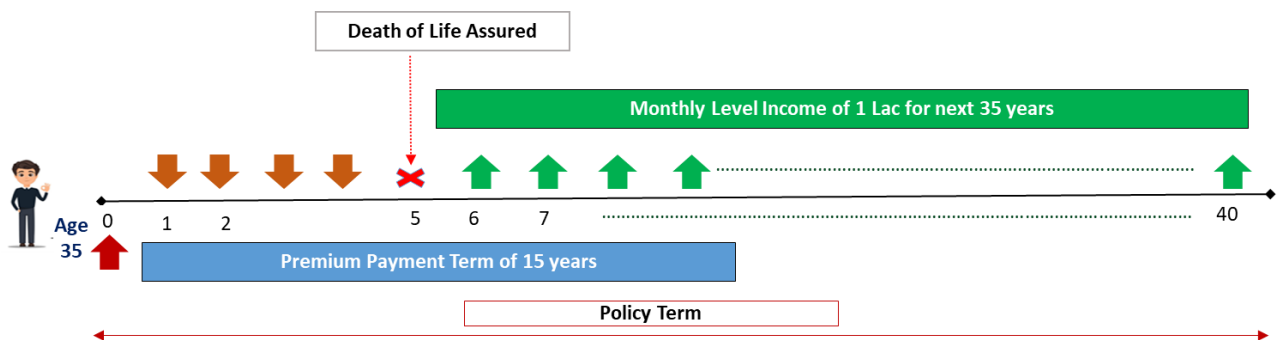 Death of Life Assured
Monthly Level Income of 1 Lac for next 35 years
0 1 2 5 6 7 40
Age
35
Premium Payment Term of 15 years
Policy Term